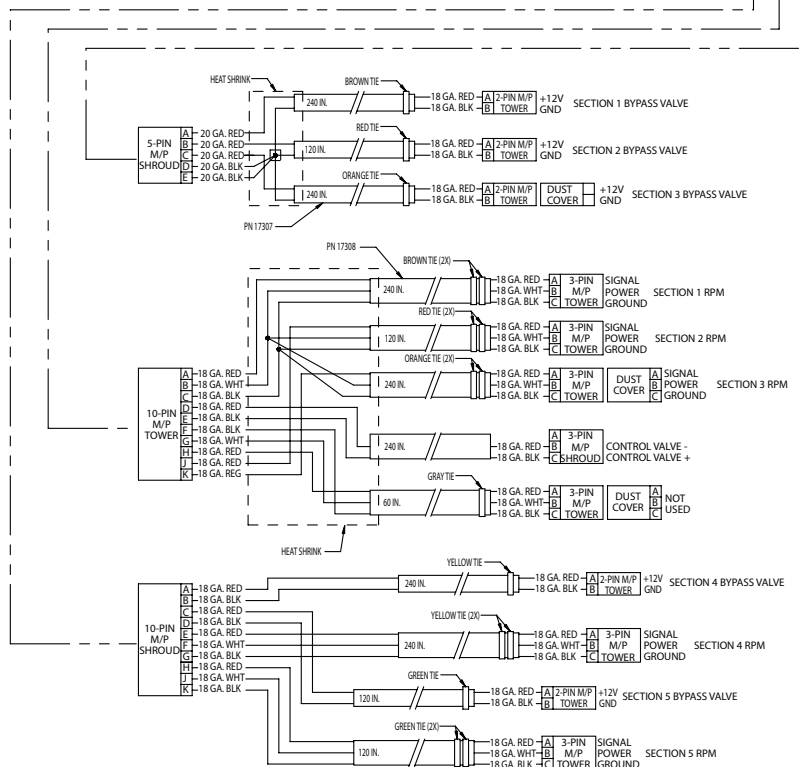 HEAT SHRINK
BROWN TIE
240 IN.
18 GA. RED A 2-PIN M/P +12V
18 GA. BLK B TOWER GND
SECTION 1 BYPASS VALVE
5-PIN
M/P
SHROUD
A 20 GA. RED
B 20 GA. RED
C 20 GA. RED
D 20 GA. BLK
E 20 GA. BLK
RED TIE
120 IN.
18 GA. RED A 2-PIN M/P +12V
18 GA. BLK B TOWER GND
SECTION 2 BYPASS VALVE
ORANGE TIE
240 IN.
18 GA. RED A 2-PIN M/P DUST +12V
18 GA. BLK B TOWER COVER GND
SECTION 3 BYPASS VALVE
PN 17307
PN 17308
BROWN TIE (2X)
240 IN.
18 GA. RED A 3-PIN SIGNAL
18 GA. WHT B M/P POWER
18 GA. BLK C TOWER GROUND
SECTION 1 RPM
RED TIE (2X)
120 IN.
18 GA. RED A 3-PIN SIGNAL
18 GA. WHT B M/P POWER
18 GA. BLK C TOWER GROUND
SECTION 2 RPM
ORANGE TIE (2X)
240 IN.
18 GA. RED A 3-PIN DUST A SIGNAL
18 GA. WHT B M/P COVER B POWER
18 GA. BLK C TOWER C GROUND
SECTION 3 RPM
10-PIN
M/P
TOWER
A 18 GA. RED
B 18 GA. WHT
C 18 GA. BLK
D 18 GA. RED
E 18 GA. BLK
F 18 GA. BLK
G 18 GA. WHT
H 18 GA. RED
J 18 GA. RED
K 18 GA. REG
240 IN.
A 3-PIN
18 GA. RED B M/P CONTROL VALVE -
18 GA. BLK C SHROUD CONTROL VALVE +
GRAY TIE
60 IN.
18 GA. RED A 3-PIN DUST A NOT
18 GA. WHT B M/P COVER B USED
18 GA. BLK C TOWER C
HEAT SHRINK
YELLOW TIE
240 IN.
18 GA. RED A 2-PIN M/P +12V
18 GA. BLK B TOWER GND
SECTION 4 BYPASS VALVE
10-PIN
M/P
SHROUD
A 18 GA. RED
B 18 GA. BLK
C 18 GA. RED
D 18 GA. BLK
E 18 GA. RED
F 18 GA. WHT
G 18 GA. BLK
H 18 GA. RED
J 18 GA. WHT
K 18 GA. BLK
YELLOW TIE (2X)
240 IN.
18 GA. RED A 3-PIN SIGNAL
18 GA. WHT B M/P POWER
18 GA. BLK C TOWER GROUND
SECTION 4 RPM
GREEN TIE
120 IN.
18 GA. RED A 2-PIN M/P +12V
18 GA. BLK B TOWER GND
SECTION 5 BYPASS VALVE
GREEN TIE (2X)
120 IN.
18 GA. RED A 3-PIN SIGNAL
18 GA. WHT B M/P POWER
18 GA. BLK C TOWER GROUND
SECTION 5 RPM